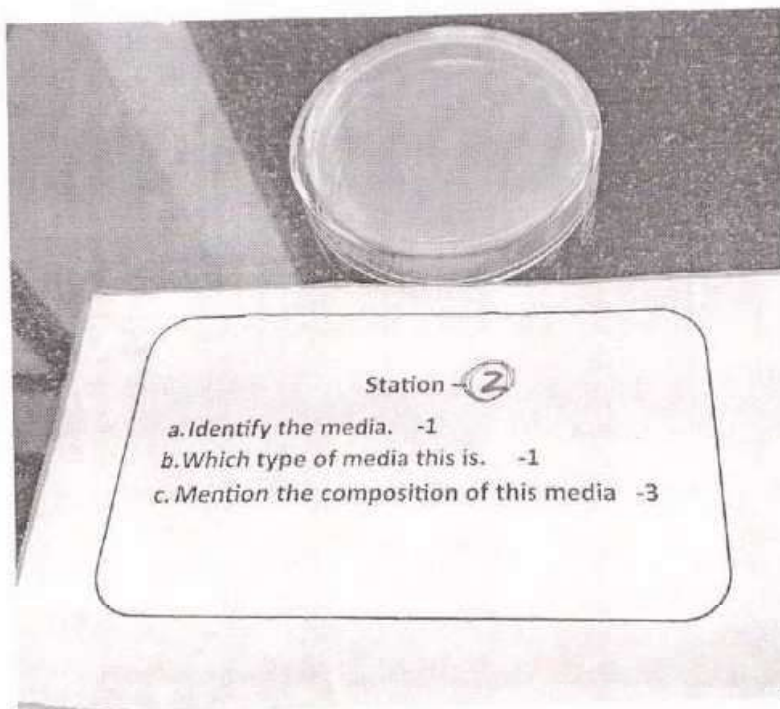 Station - 2
a. Identify the media. -1
b. Which type of media this is. -1
c. Mention the composition of this media -3